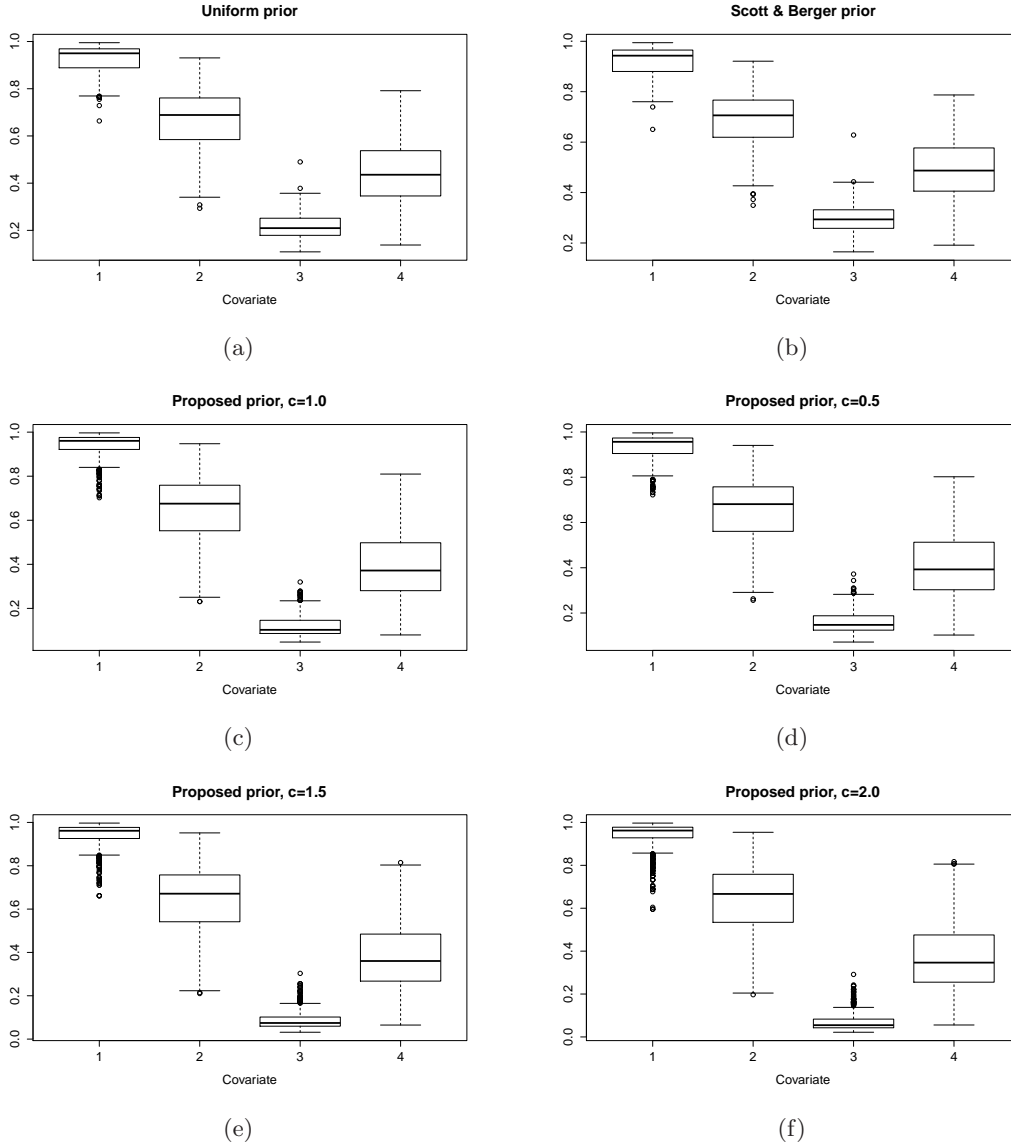 Uniform prior
1.0
0.8
0.6
0.4
0.2
1 2 3 4
Covariate
(a)
Scott & Berger prior
1.0
0.8
0.6
0.4
0.2
1 2 3 4
Covariate
(b)
Proposed prior, c=1.0
1.0
0.8
0.6
0.4
0.2
1 2 3 4
Covariate
(c)
Proposed prior, c=0.5
1.0
0.8
0.6
0.4
0.2
1 2 3 4
Covariate
(d)
Proposed prior, c=1.5
1.0
0.8
0.6
0.4
0.2
0.0
1 2 3 4
Covariate
(e)
Proposed prior, c=2.0
1.0
0.8
0.6
0.4
0.2
0.0
1 2 3 4
Covariate
(f)